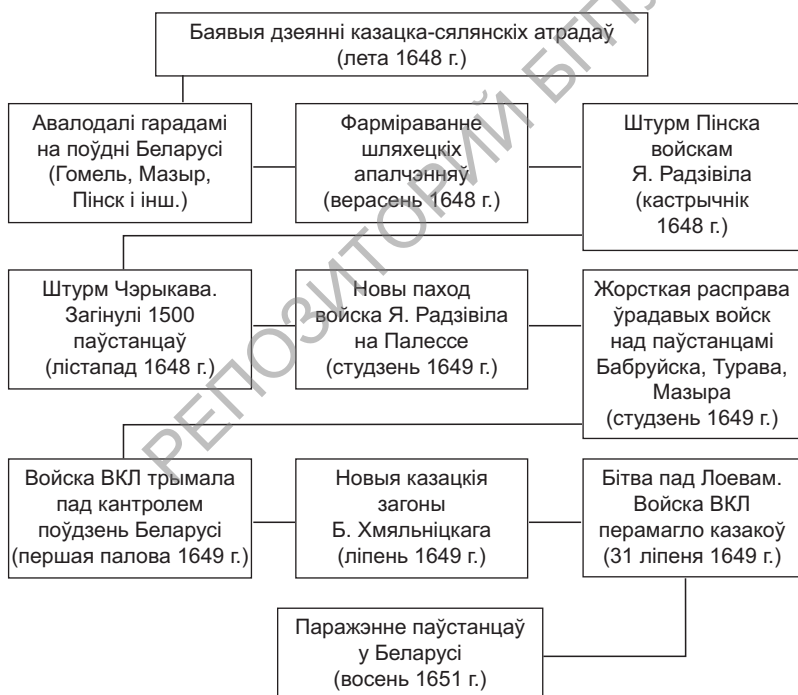 Баявыя дзеянні казацка-сялянскіх атрадаў
(лета 1648 г.)
Авалодалі гарадамі
на поўдні Беларусі
(Гомель, Мазыр,
Пінск і інш.)
Фарміраванне
шляхецкіх
апалчэнняў
(верасень 1648 г.)
Штурм Пінска
войскам
Я. Радзівіла
(кастрычнік
1648 г.)
Штурм Чэрыкава.
Загінулі 1500
паўстанцаў
(лістапад 1648 г.)
Новы паход
войска Я. Радзівіла
на Палессе
(студзень 1649 г.)
Жорсткая расправа
ўрадавых войск
над паўстанцамі
Бабруйска, Турава,
Мазыра
(студзень 1649 г.)
Войска ВКЛ трымала
пад кантролем
поўдзень Беларусі
(першая палова 1649 г.)
Новыя казацкія
загоны
Б. Хмяльніцкага
(ліпень 1649 г.)
Бітва пад Лоевам.
Войска ВКЛ
перамагло казакоў
(31 ліпеня 1649 г.)
Паражэнне паўстанцаў
у Беларусі
(восень 1651 г.)
РЕПОЗИТОРИЙ